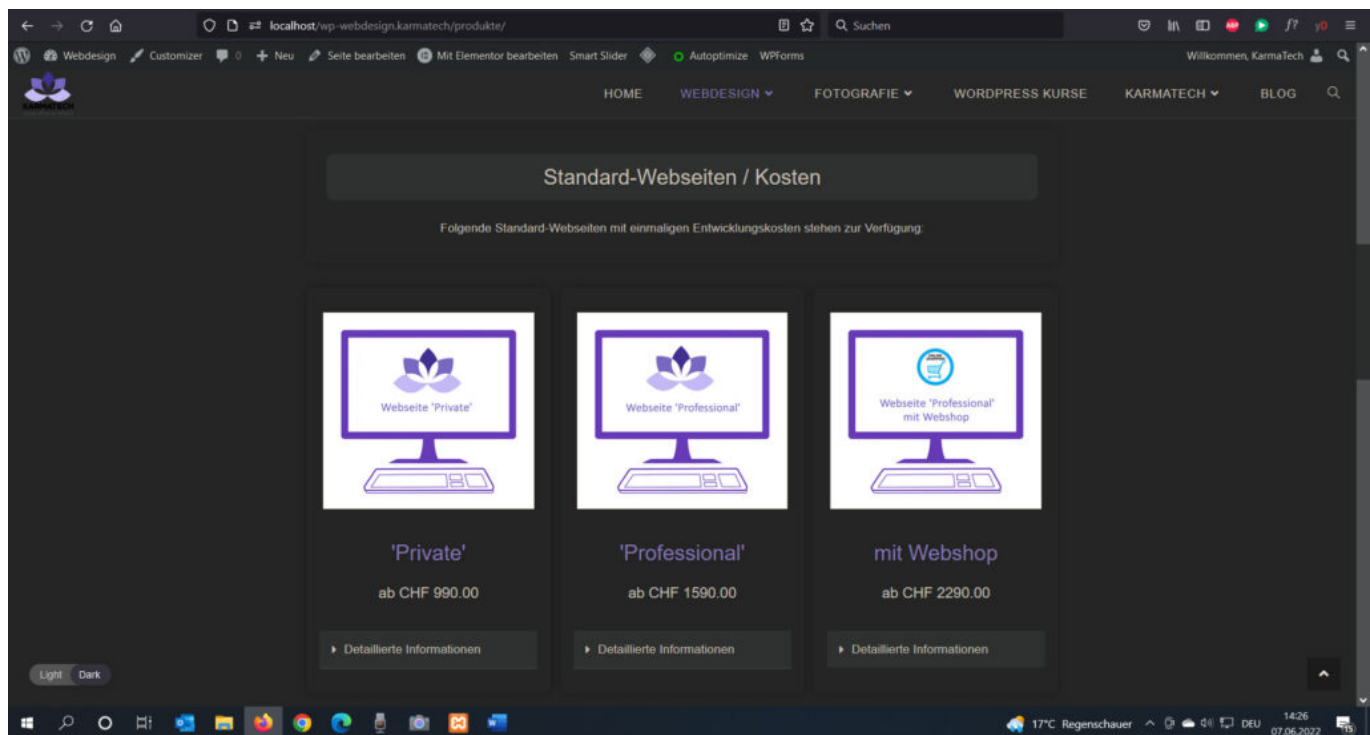 localhost/wp-webdesign.karmatech/produkte/
Suchen
Webdesign Customizer 0 Neu Seite bearbeiten Mit Elementor bearbeiten Smart Slider Autoptimize WPForms Willkommen, KarmaTech
KARMATECH
HOME WEBDESIGN FOTOGRAFIE WORDPRESS KURSE KARMATECH BLOG
Standard-Webseiten / Kosten
Folgende Standard-Webseiten mit einmaligen Entwicklungskosten stehen zur Verfügung:
Webseite 'Private'
Webseite 'Professional'
Webseite 'Professional'
mit Webshop
'Private' 'Professional' mit Webshop
ab CHF 990.00 ab CHF 1590.00 ab CHF 2290.00
Detaillierte Informationen Detaillierte Informationen Detaillierte Informationen
Light Dark
17°C Regenschauer DEU 14:26
07.06.2022